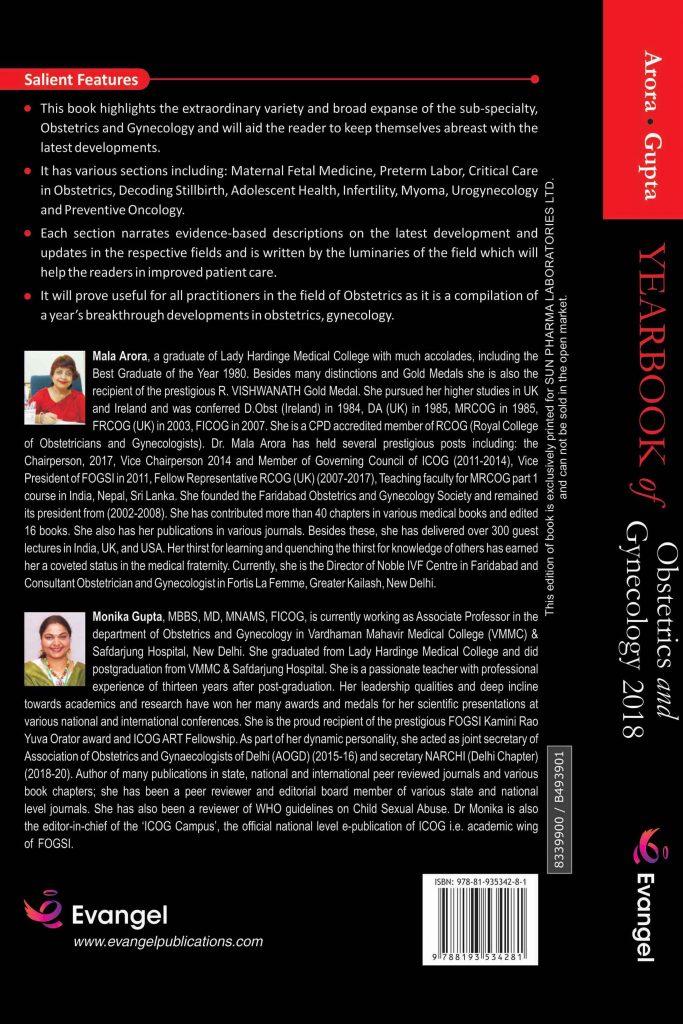 Salient Features
This book highlights the extraordinary variety and broad expanse of the sub-specialty,
Obstetrics and Gynecology and will aid the reader to keep themselves abreast with the
latest developments.
It has various sections including: Maternal Fetal Medicine, Preterm Labor, Critical Care
in Obstetrics, Decoding Stillbirth, Adolescent Health, Infertility, Myoma, Urogynecology
and Preventive Oncology.
Each section narrates evidence-based descriptions on the latest development and
updates in the respective fields and is written by the luminaries of the field which will
help the readers in improved patient care.
It will prove useful for all practitioners in the field of Obstetrics as it is a compilation of
a year's breakthrough developments in obstetrics, gynecology.
Mala Arora, a graduate of Lady Hardinge Medical College with much accolades, including the
Best Graduate of the Year 1980. Besides many distinctions and Gold Medals she is also the
recipient of the prestigious R. VISHWANATH Gold Medal. She pursued her higher studies in UK
and Ireland and was conferred D.Obst (Ireland) in 1984, DA (UK) in 1985, MRCOG in 1985,
FRCOG (UK) in 2003, FICOG in 2007. She is a CPD accredited member of RCOG (Royal College
of Obstetricians and Gynecologists). Dr. Mala Arora has held several prestigious posts including: the
Chairperson, 2017, Vice Chairperson 2014 and Member of Governing Council of ICOG (2011-2014), Vice
President of FOGSI in 2011, Fellow Representative RCOG (UK) (2007-2017), Teaching faculty for MRCOG part 1
course in India, Nepal, Sri Lanka. She founded the Faridabad Obstetrics and Gynecology Society and remained
its president from (2002-2008). She has contributed more than 40 chapters in various medical books and edited
16 books. She also has her publications in various journals. Besides these, she has delivered over 300 guest
lectures in India, UK, and USA. Her thirst for learning and quenching the thirst for knowledge of others has earned
her a coveted status in the medical fraternity. Currently, she is the Director of Noble IVF Centre in Faridabad and
Consultant Obstetrician and Gynecologist in Fortis La Femme, Greater Kailash, New Delhi.
Monika Gupta, MBBS, MD, MNAMS, FICOG, is currently working as Associate Professor in the
department of Obstetrics and Gynecology in Vardhaman Mahavir Medical College (VMMC) &
Safdarjung Hospital, New Delhi. She graduated from Lady Hardinge Medical College and did
postgraduation from VMMC & Safdarjung Hospital. She is a passionate teacher with professional
experience of thirteen years after post-graduation. Her leadership qualities and deep incline
towards academics and research have won her many awards and medals for her scientific presentations at
various national and international conferences. She is the proud recipient of the prestigious FOGSI Kamini Rao
Yuva Orator award and ICOG ART Fellowship. As part of her dynamic personality, she acted as joint secretary of
Association of Obstetrics and Gynaecologists of Delhi (AOGD) (2015-16) and secretary NARCHI (Delhi Chapter)
(2018-20). Author of many publications in state, national and international peer reviewed journals and various
book chapters; she has been a peer reviewer and editorial board member of various state and national
level journals. She has also been a reviewer of WHO guidelines on Child Sexual Abuse. Dr Monika is also
the editor-in-chief of the 'ICOG Campus', the official national level e-publication of ICOG i.e. academic wing
of FOGSI.
Evangel
www.evangelpublications.com
ISBN: 978-81-935342-8-1
9 788193 534281
This edition of book is exclusively printed for SUN PHARMA LABORATORIES LTD.
and can not be sold in the open market.
8339900 / B493901
Arora • Gupta
YEARBOOK of
Obstetrics and
Gynecology 2018
Evangel